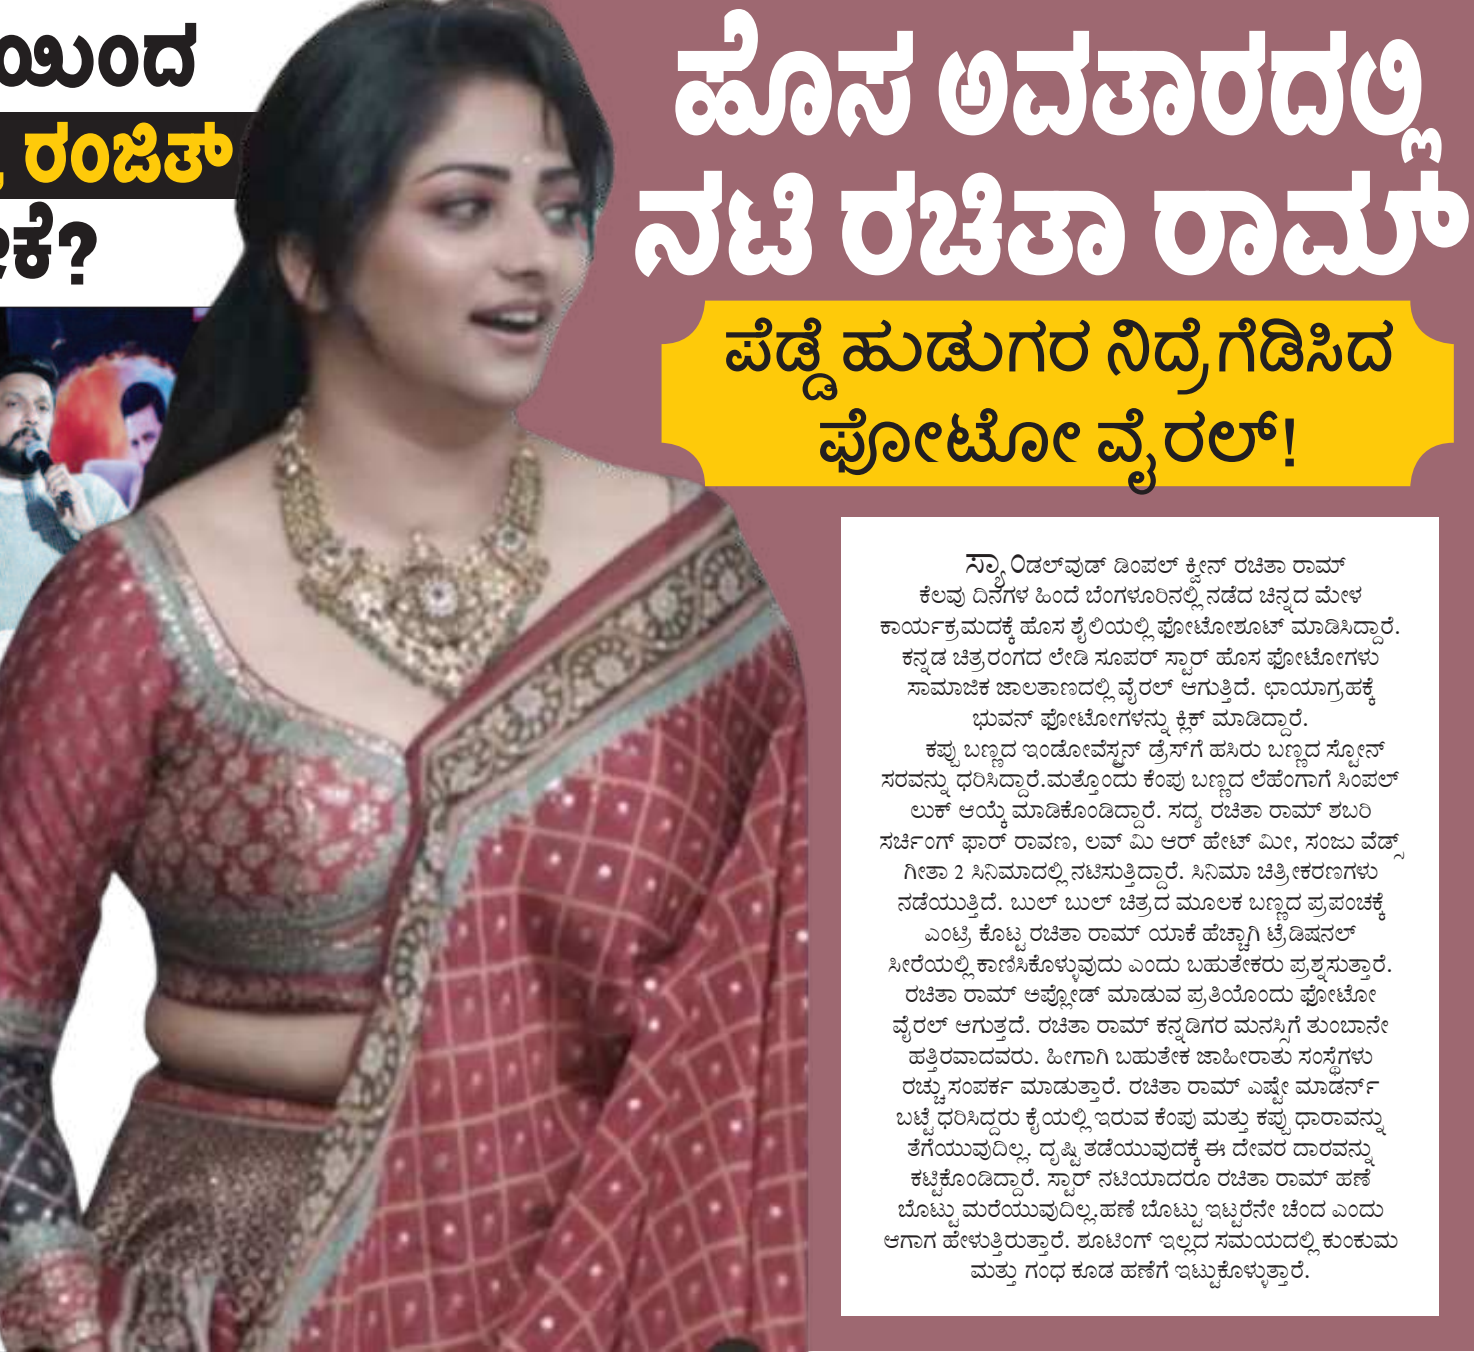 ಯಿಂದ
ರಂಜಿತ್
ಕೆ?
ಹೊಸ ಅವತಾರದಲ್ಲಿ
ನಟಿ ರಚಿತಾ ರಾಮ್
ಪೆಡ್ಡೆ ಹುಡುಗರ ನಿದ್ರೆಗೆಡಿಸಿದ
ಫೋಟೋ ವೈರಲ್!
ಸ್ಯಾಂಡಲ್‌ವುಡ್ ಡಿಂಪಲ್ ಕ್ವೀನ್ ರಚಿತಾ ರಾಮ್
ಕೆಲವು ದಿನಗಳ ಹಿಂದೆ ಬೆಂಗಳೂರಿನಲ್ಲಿ ನಡೆದ ಚಿನ್ನದ ಮೇಳ
ಕಾರ್ಯಕ್ರಮದಕ್ಕೆ ಹೊಸ ಶೈಲಿಯಲ್ಲಿ ಫೋಟೋಶೂಟ್ ಮಾಡಿಸಿದ್ದಾರೆ.
ಕನ್ನಡ ಚಿತ್ರರಂಗದ ಲೇಡಿ ಸೂಪರ್ ಸ್ಟಾರ್ ಹೊಸ ಫೋಟೋಗಳು
ಸಾಮಾಜಿಕ ಜಾಲತಾಣದಲ್ಲಿ ವೈರಲ್ ಆಗುತ್ತಿದೆ. ಛಾಯಾಗ್ರಹಕ್ಕೆ
ಭುವನ್ ಫೋಟೋಗಳನ್ನು ಕ್ಲಿಕ್ ಮಾಡಿದ್ದಾರೆ.
ಕಪ್ಪು ಬಣ್ಣದ ಇಂಡೋವೆಸ್ಟ್ರನ್ ಡ್ರೆಸ್‌ಗೆ ಹಸಿರು ಬಣ್ಣದ ಸ್ಟೋನ್
ಸರವನ್ನು ಧರಿಸಿದ್ದಾರೆ.ಮತ್ತೊಂದು ಕೆಂಪು ಬಣ್ಣದ ಲೆಹೆಂಗಾಗೆ ಸಿಂಪಲ್
ಲುಕ್ ಆಯ್ಕೆ ಮಾಡಿಕೊಂಡಿದ್ದಾರೆ. ಸದ್ಯ ರಚಿತಾ ರಾಮ್ ಶಬರಿ
ಸರ್ಚಿಂಗ್ ಫಾರ್ ರಾವಣ, ಲವ್ ಮಿ ಆರ್ ಹೇಟ್ ಮೀ, ಸಂಜು ವೆಡ್ಸ್
ಗೀತಾ 2 ಸಿನಿಮಾದಲ್ಲಿ ನಟಿಸುತ್ತಿದ್ದಾರೆ. ಸಿನಿಮಾ ಚಿತ್ರೀಕರಣಗಳು
ನಡೆಯುತ್ತಿದೆ. ಬುಲ್ ಬುಲ್ ಚಿತ್ರದ ಮೂಲಕ ಬಣ್ಣದ ಪ್ರಪಂಚಕ್ಕೆ
ಎಂಟ್ರಿ ಕೊಟ್ಟ ರಚಿತಾ ರಾಮ್ ಯಾಕೆ ಹೆಚ್ಚಾಗಿ ಟ್ರೆಡಿಷನಲ್
ಸೀರೆಯಲ್ಲಿ ಕಾಣಿಸಿಕೊಳ್ಳುವುದು ಎಂದು ಬಹುತೇಕರು ಪ್ರಶ್ನಸುತ್ತಾರೆ.
ರಚಿತಾ ರಾಮ್ ಅಪ್ಲೋಡ್ ಮಾಡುವ ಪ್ರತಿಯೊಂದು ಫೋಟೋ
ವೈರಲ್ ಆಗುತ್ತದೆ. ರಚಿತಾ ರಾಮ್ ಕನ್ನಡಿಗರ ಮನಸ್ಸಿಗೆ ತುಂಬಾನೇ
ಹತ್ತಿರವಾದವರು. ಹೀಗಾಗಿ ಬಹುತೇಕ ಜಾಹೀರಾತು ಸಂಸ್ಥೆಗಳು
ರಚ್ಚು ಸಂಪರ್ಕ ಮಾಡುತ್ತಾರೆ. ರಚಿತಾ ರಾಮ್ ಎಷ್ಟೇ ಮಾಡರ್ನ್
ಬಟ್ಟೆ ಧರಿಸಿದ್ದರು ಕೈಯಲ್ಲಿ ಇರುವ ಕೆಂಪು ಮತ್ತು ಕಪ್ಪು ಧಾರಾವನ್ನು
ತೆಗೆಯುವುದಿಲ್ಲ. ದೃಷ್ಟಿ ತಡೆಯುವುದಕ್ಕೆ ಈ ದೇವರ ದಾರವನ್ನು
ಕಟ್ಟಿಕೊಂಡಿದ್ದಾರೆ. ಸ್ಟಾರ್ ನಟಿಯಾದರೂ ರಚಿತಾ ರಾಮ್ ಹಣೆ
ಬೊಟ್ಟು ಮರೆಯುವುದಿಲ್ಲ.ಹಣೆ ಬೊಟ್ಟು ಇಟ್ಟರೆನೇ ಚೆಂದ ಎಂದು
ಆಗಾಗ ಹೇಳುತ್ತಿರುತ್ತಾರೆ. ಶೂಟಿಂಗ್ ಇಲ್ಲದ ಸಮಯದಲ್ಲಿ ಕುಂಕುಮ
ಮತ್ತು ಗಂಧ ಕೂಡ ಹಣೆಗೆ ಇಟ್ಟುಕೊಳ್ಳುತ್ತಾರೆ.